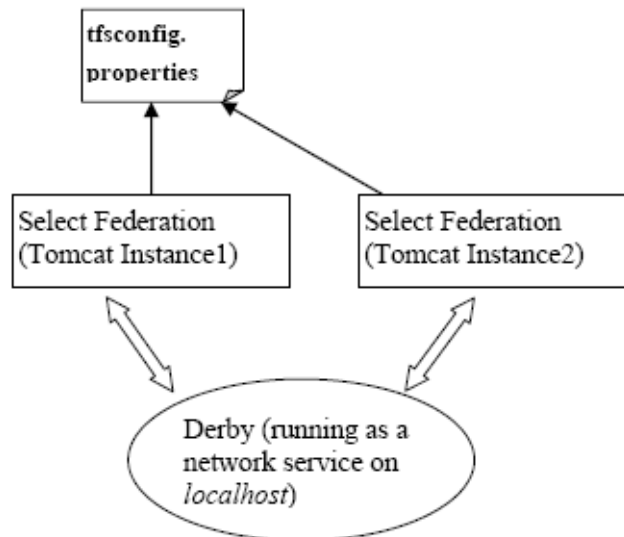 tfsconfig.
properties
Select Federation
(Tomcat Instance1)
Select Federation
(Tomcat Instance2)
Derby (running as a
network service on
localhost)